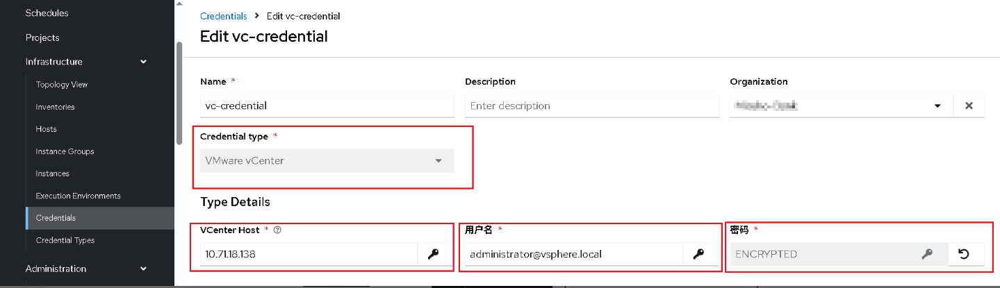 Schedules
Projects
Infrastructure
Topology View
Inventories
Hosts
Instance Groups
Instances
Execution Environments
Credentials
Credential Types
Administration
Credentials > Edit vc-credential
Edit vc-credential
Name * Description Organization
vc-credential Enter description
Credential type *
VMware vCenter
Type Details
VCenter Host * 用户名 * 密码 *
10.71.18.138 administrator@vsphere.local ENCRYPTED